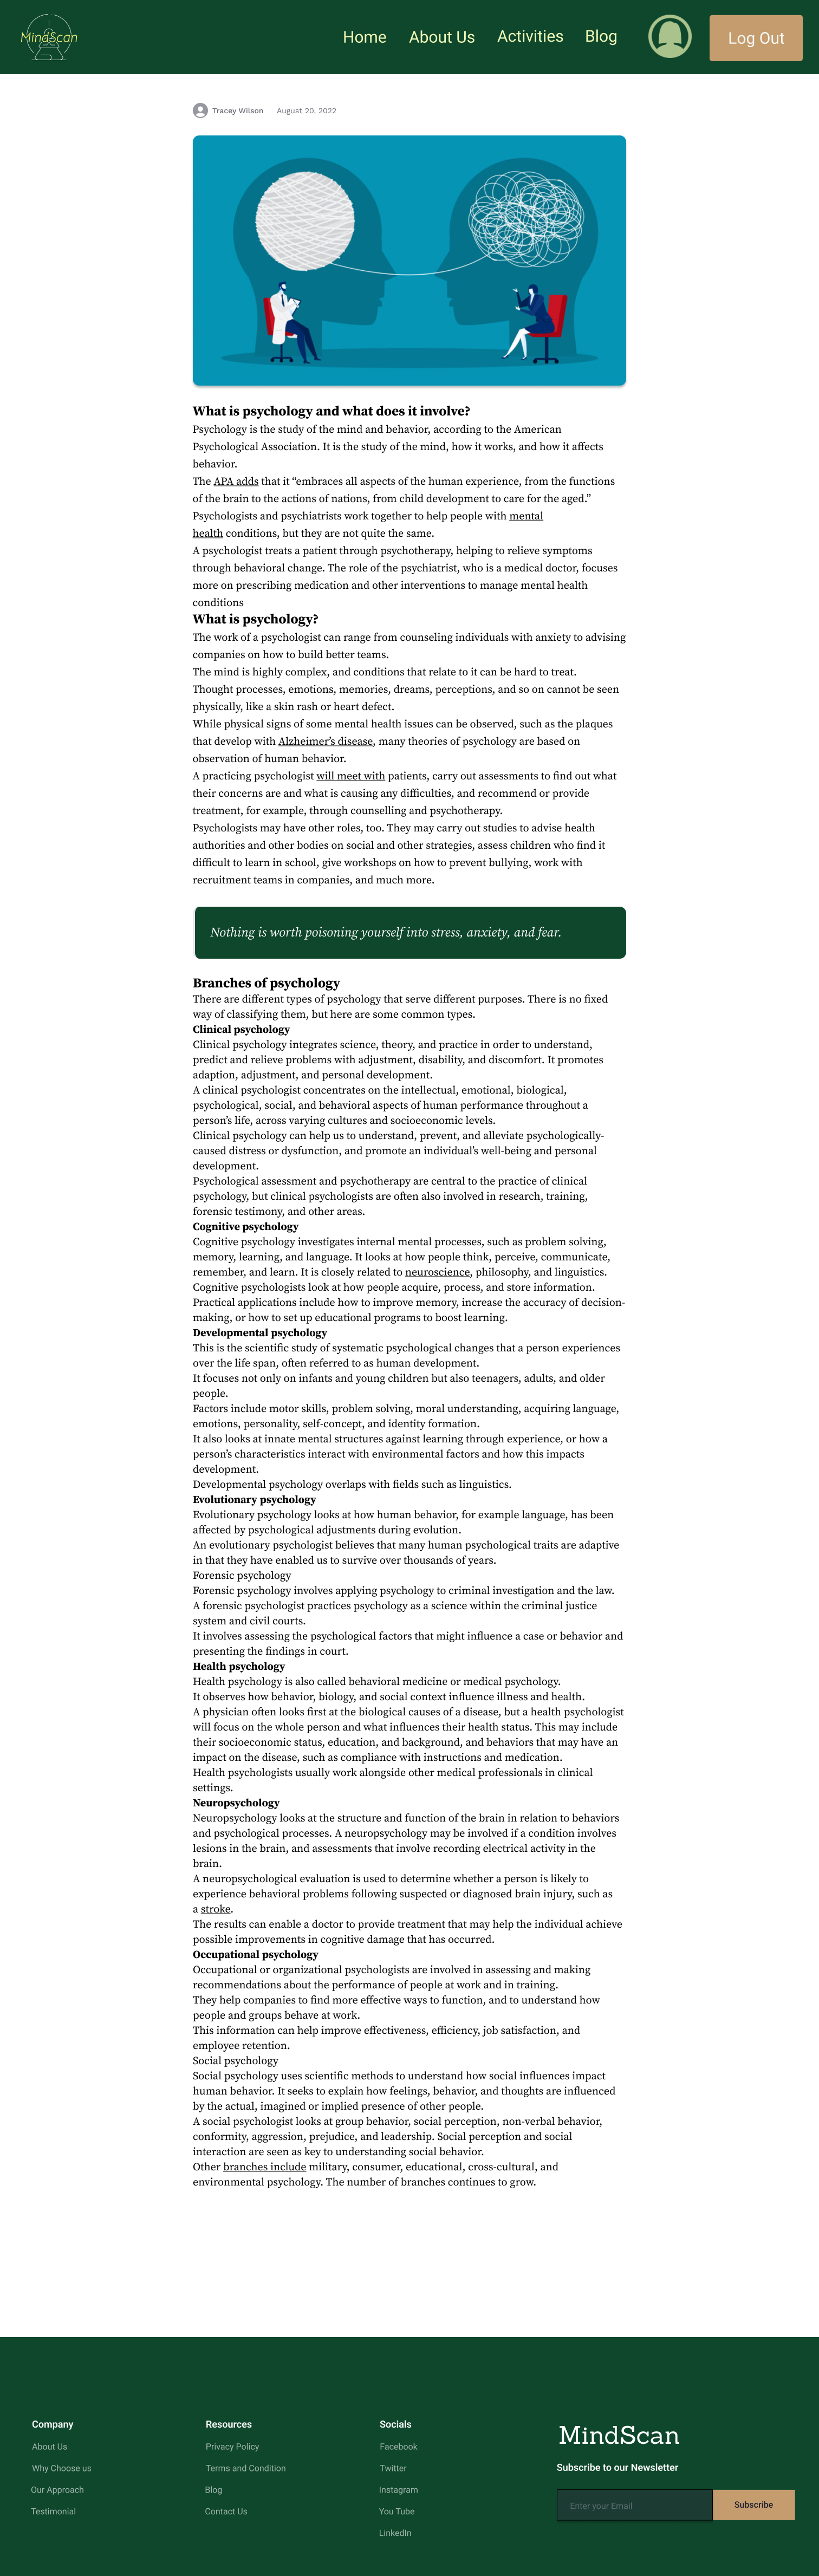 MindScan
Home
About Us
Activities
Blog
Log Out
Tracey Wilson
August 20, 2022
What is psychology and what does it involve?
Psychology is the study of the mind and behavior, according to the American
Psychological Association. It is the study of the mind, how it works, and how it affects
behavior.
The APA adds that it “embraces all aspects of the human experience, from the functions
of the brain to the actions of nations, from child development to care for the aged.”
Psychologists and psychiatrists work together to help people with mental
health conditions, but they are not quite the same.
A psychologist treats a patient through psychotherapy, helping to relieve symptoms
through behavioral change. The role of the psychiatrist, who is a medical doctor, focuses
more on prescribing medication and other interventions to manage mental health
conditions
What is psychology?
The work of a psychologist can range from counseling individuals with anxiety to advising
companies on how to build better teams.
The mind is highly complex, and conditions that relate to it can be hard to treat.
Thought processes, emotions, memories, dreams, perceptions, and so on cannot be seen
physically, like a skin rash or heart defect.
While physical signs of some mental health issues can be observed, such as the plaques
that develop with Alzheimer’s disease, many theories of psychology are based on
observation of human behavior.
A practicing psychologist will meet with patients, carry out assessments to find out what
their concerns are and what is causing any difficulties, and recommend or provide
treatment, for example, through counselling and psychotherapy.
Psychologists may have other roles, too. They may carry out studies to advise health
authorities and other bodies on social and other strategies, assess children who find it
difficult to learn in school, give workshops on how to prevent bullying, work with
recruitment teams in companies, and much more.
Nothing is worth poisoning yourself into stress, anxiety, and fear.
Branches of psychology
There are different types of psychology that serve different purposes. There is no fixed
way of classifying them, but here are some common types.
Clinical psychology
Clinical psychology integrates science, theory, and practice in order to understand,
predict and relieve problems with adjustment, disability, and discomfort. It promotes
adaption, adjustment, and personal development.
A clinical psychologist concentrates on the intellectual, emotional, biological,
psychological, social, and behavioral aspects of human performance throughout a
person’s life, across varying cultures and socioeconomic levels.
Clinical psychology can help us to understand, prevent, and alleviate psychologically-
caused distress or dysfunction, and promote an individual’s well-being and personal
development.
Psychological assessment and psychotherapy are central to the practice of clinical
psychology, but clinical psychologists are often also involved in research, training,
forensic testimony, and other areas.
Cognitive psychology
Cognitive psychology investigates internal mental processes, such as problem solving,
memory, learning, and language. It looks at how people think, perceive, communicate,
remember, and learn. It is closely related to neuroscience, philosophy, and linguistics.
Cognitive psychologists look at how people acquire, process, and store information.
Practical applications include how to improve memory, increase the accuracy of decision-
making, or how to set up educational programs to boost learning.
Developmental psychology
This is the scientific study of systematic psychological changes that a person experiences
over the life span, often referred to as human development.
It focuses not only on infants and young children but also teenagers, adults, and older
people.
Factors include motor skills, problem solving, moral understanding, acquiring language,
emotions, personality, self-concept, and identity formation.
It also looks at innate mental structures against learning through experience, or how a
person’s characteristics interact with environmental factors and how this impacts
development.
Developmental psychology overlaps with fields such as linguistics.
Evolutionary psychology
Evolutionary psychology looks at how human behavior, for example language, has been
affected by psychological adjustments during evolution.
An evolutionary psychologist believes that many human psychological traits are adaptive
in that they have enabled us to survive over thousands of years.
Forensic psychology
Forensic psychology involves applying psychology to criminal investigation and the law.
A forensic psychologist practices psychology as a science within the criminal justice
system and civil courts.
It involves assessing the psychological factors that might influence a case or behavior and
presenting the findings in court.
Health psychology
Health psychology is also called behavioral medicine or medical psychology.
It observes how behavior, biology, and social context influence illness and health.
A physician often looks first at the biological causes of a disease, but a health psychologist
will focus on the whole person and what influences their health status. This may include
their socioeconomic status, education, and background, and behaviors that may have an
impact on the disease, such as compliance with instructions and medication.
Health psychologists usually work alongside other medical professionals in clinical
settings.
Neuropsychology
Neuropsychology looks at the structure and function of the brain in relation to behaviors
and psychological processes. A neuropsychology may be involved if a condition involves
lesions in the brain, and assessments that involve recording electrical activity in the
brain.
A neuropsychological evaluation is used to determine whether a person is likely to
experience behavioral problems following suspected or diagnosed brain injury, such as
a stroke.
The results can enable a doctor to provide treatment that may help the individual achieve
possible improvements in cognitive damage that has occurred.
Occupational psychology
Occupational or organizational psychologists are involved in assessing and making
recommendations about the performance of people at work and in training.
They help companies to find more effective ways to function, and to understand how
people and groups behave at work.
This information can help improve effectiveness, efficiency, job satisfaction, and
employee retention.
Social psychology
Social psychology uses scientific methods to understand how social influences impact
human behavior. It seeks to explain how feelings, behavior, and thoughts are influenced
by the actual, imagined or implied presence of other people.
A social psychologist looks at group behavior, social perception, non-verbal behavior,
conformity, aggression, prejudice, and leadership. Social perception and social
interaction are seen as key to understanding social behavior.
Other branches include military, consumer, educational, cross-cultural, and
environmental psychology. The number of branches continues to grow.
Company
About Us
Why Choose us
Our Approach
Testimonial
Resources
Privacy Policy
Terms and Condition
Blog
Contact Us
Socials
Facebook
Twitter
Instagram
You Tube
LinkedIn
MindScan
Subscribe to our Newsletter
Enter your Email
Subscribe